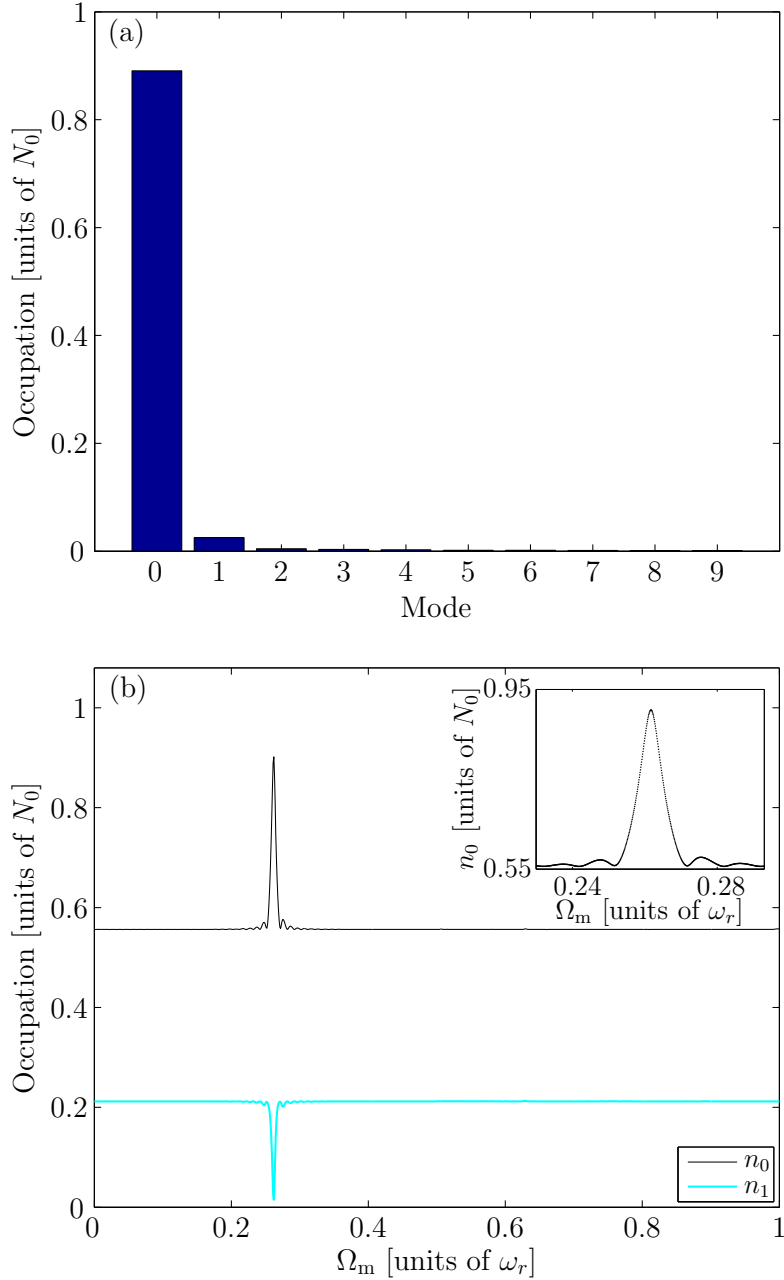 (a)
Occupation [units of N₀]
1
0.8
0.6
0.4
0.2
0
0 1 2 3 4 5 6 7 8 9
Mode
(b)
Occupation [units of N₀]
1
0.8
0.6
0.4
0.2
0
n₀ [units of N₀]
0.95
0.55
0.24 0.28
Ωₘ [units of ωᵣ]
n₀
n₁
0 0.2 0.4 0.6 0.8 1
Ωₘ [units of ωᵣ]